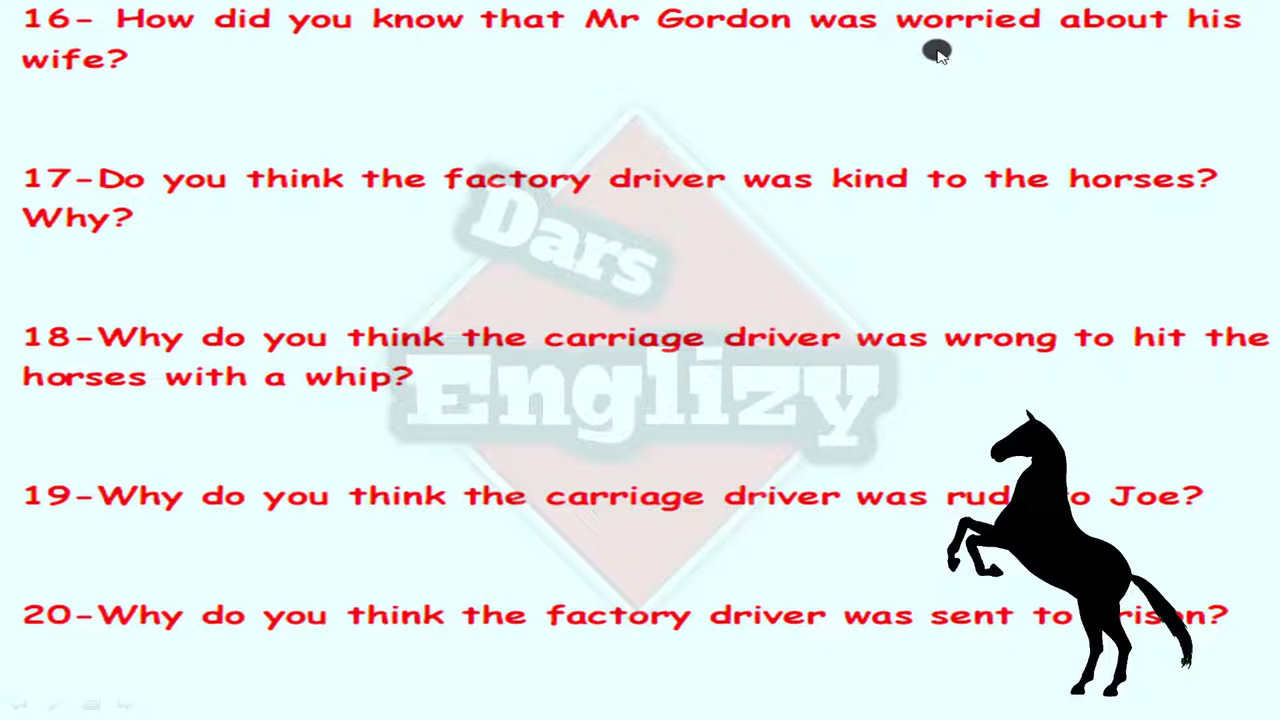 16- How did you know that Mr Gordon was worried about his
wife?
17-Do you think the factory driver was kind to the horses?
Why?
Dars
Englizy
18-Why do you think the carriage driver was wrong to hit the
horses with a whip?
19-Why do you think the carriage driver was rud o Joe?
20-Why do you think the factory driver was sent to rison?